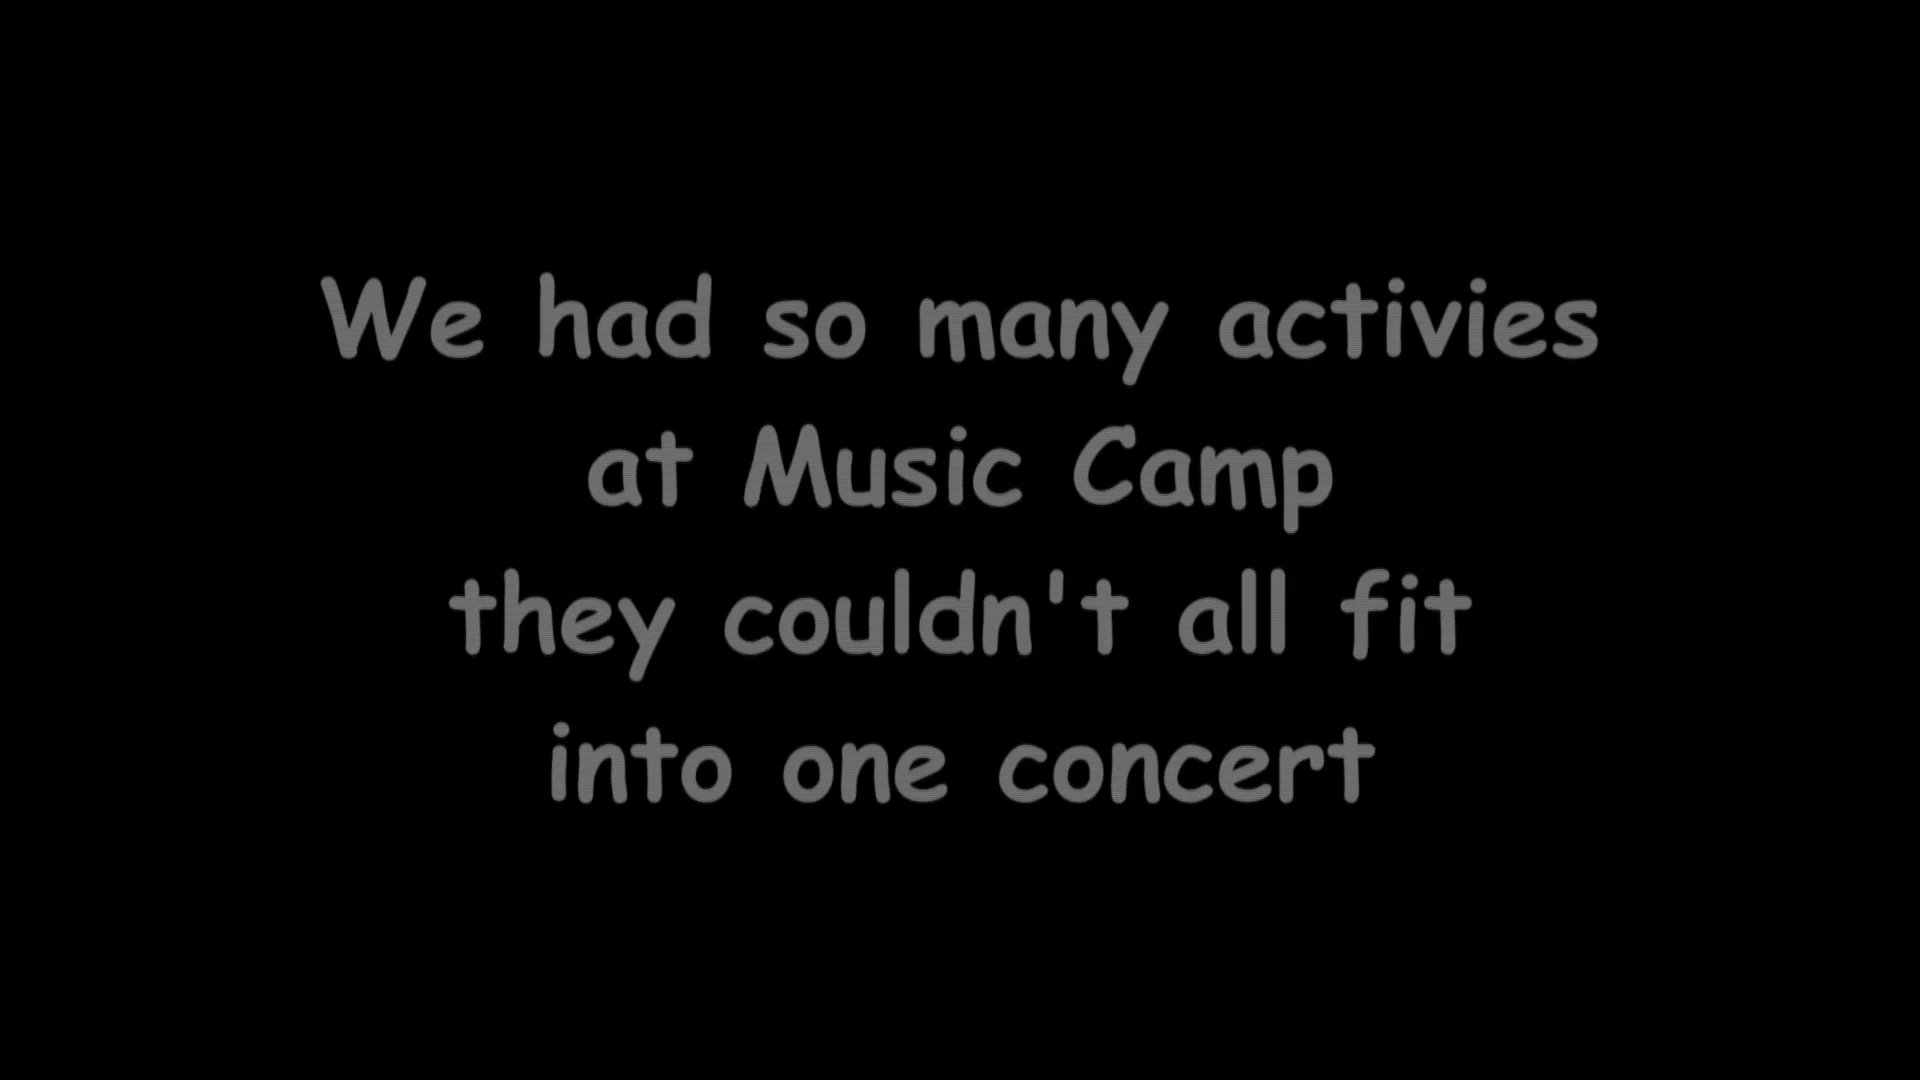 We had so many activies
at Music Camp
they couldn't all fit
into one concert